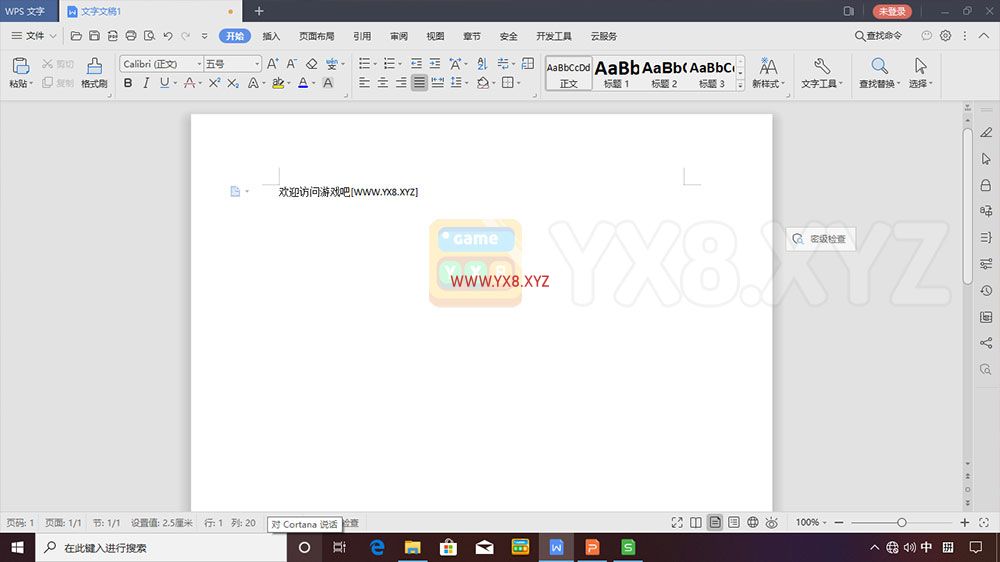 WPS 文字
文字文稿1
未登录
文件
开始
插入
页面布局
引用
审阅
视图
章节
安全
开发工具
云服务
查找命令
粘贴
剪切
复制
格式刷
Calibri (正文)
五号
AaBbCcDd
正文
AaBb
标题 1
AaBb(
标题 2
AaBbC
标题 3
新样式
文字工具
查找替换
选择
欢迎访问游戏吧[WWW.YX8.XYZ]
game
WWW.YX8.XYZ
YX8.XYZ
密级检查
页码: 1
页面: 1/1
节: 1/1
设置值: 2.5厘米
行: 1
列: 20
对 Cortana 说话
检查
100%
在此键入进行搜索
中